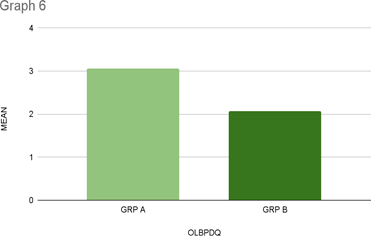 Graph 6
4
3
2
1
0
MEAN
GRP A
GRP B
OLBPDQ